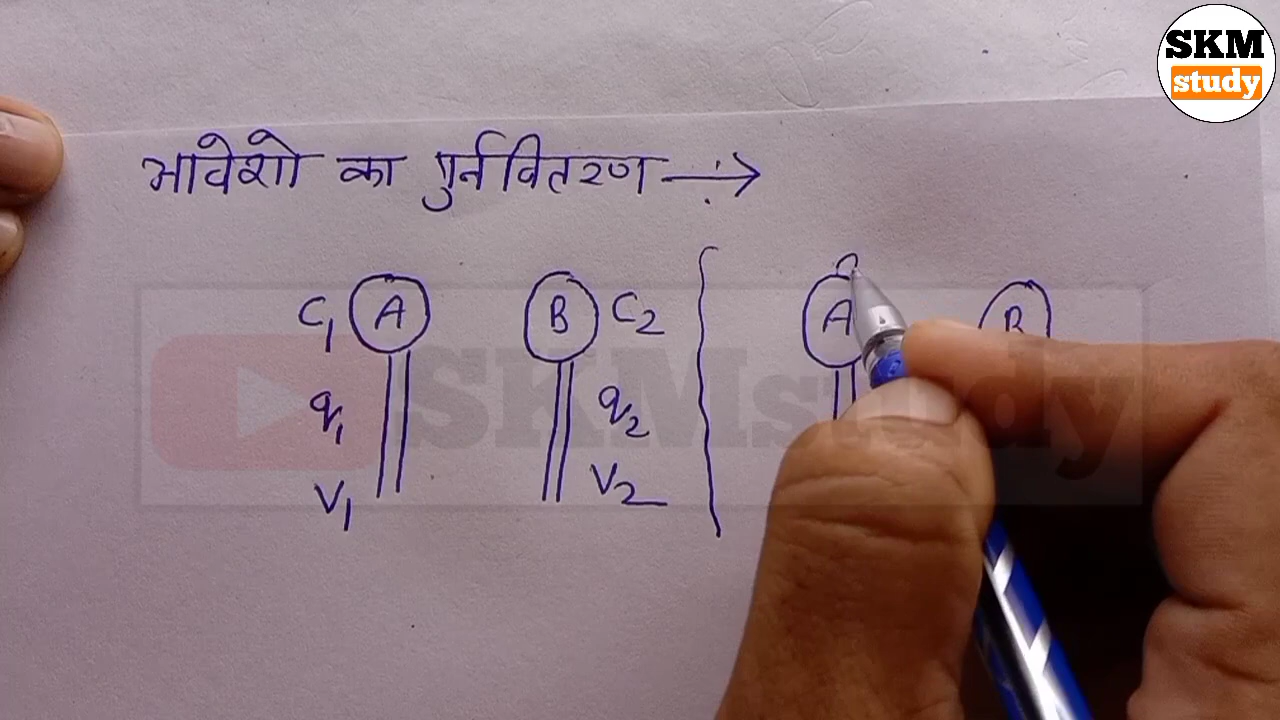 SKM
study
आवेशो का पुर्नवितरण →
C1 A B C2 A B
q1 q2
V1 V2
SKMstudy